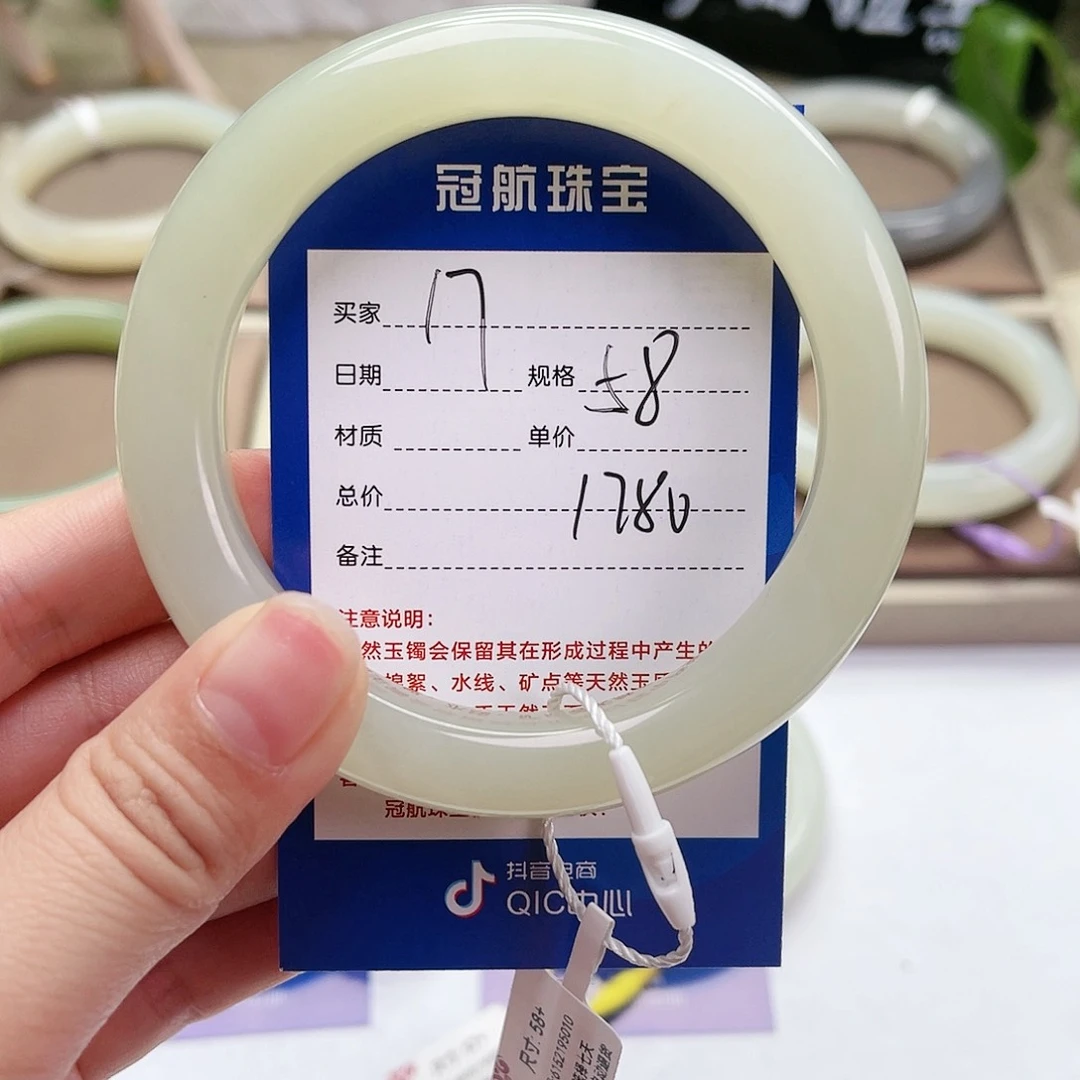 冠航珠宝
买家 17
日期 规格 58
材质 单价
总价 1780
备注
注意说明:
然玉镯会保留其在形成过程中产生的
棉絮、水线、矿点等天然玉
冠航珠
抖音电商
QIC中心
尺寸: 58+